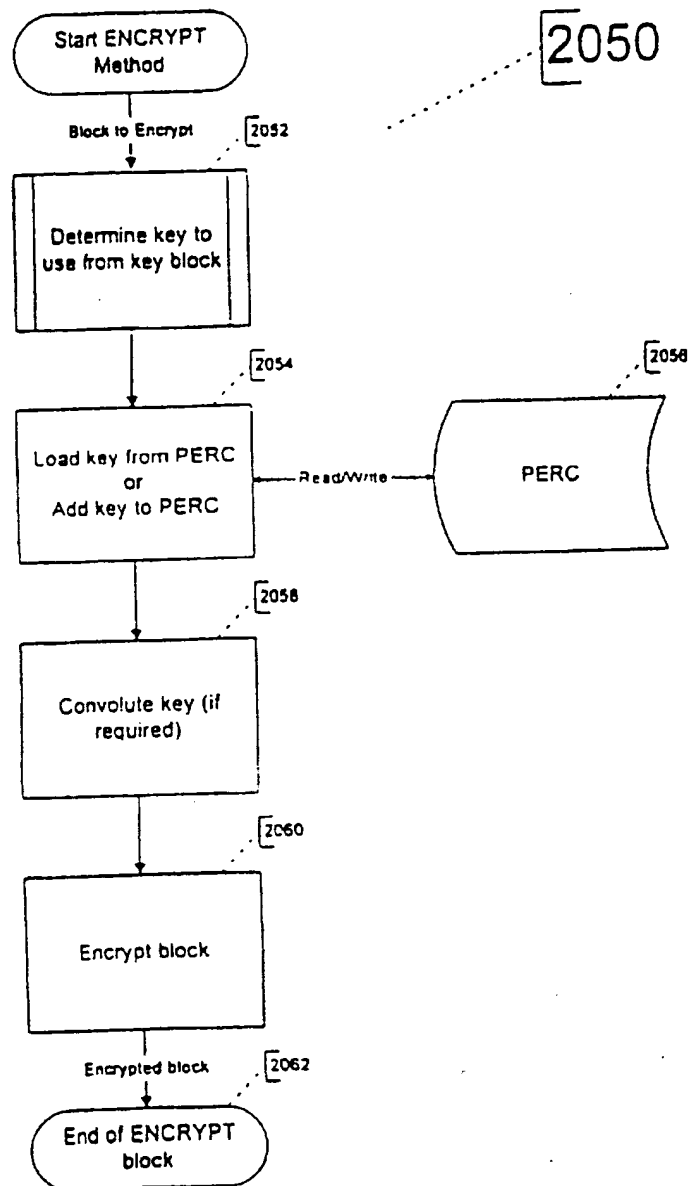 Start ENCRYPT
Method
2050
Block to Encrypt
2052
Determine key to
use from key block
2054
Load key from PERC
or
Add key to PERC
Read/Write
2056
PERC
2058
Convolute key (if
required)
2060
Encrypt block
Encrypted block
2062
End of ENCRYPT
block